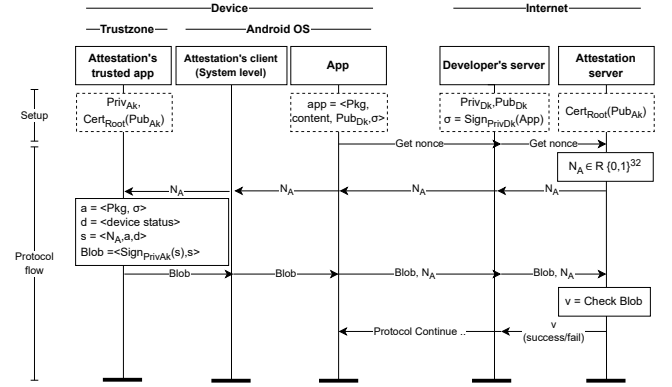 Device
Internet
Trustzone
Android OS
Attestation's
trusted app
Attestation's client
(System level)
App
Developer's server
Attestation
server
Setup
Priv_Ak,
Cert_Root(Pub_Ak)
app = <Pkg,
content, Pub_Dk,σ>
Priv_Dk,Pub_Dk
σ = Sign_PrivDk(App)
Cert_Root(Pub_Ak)
Get nonce
Get nonce
N_A ∈ R {0,1}^32
N_A
N_A
N_A
N_A
a = <Pkg, σ>
d = <device status>
s = <N_A,a,d>
Blob =<Sign_PrivAk(s),s>
Protocol
flow
Blob
Blob
Blob, N_A
Blob, N_A
v = Check Blob
Protocol Continue ..
v
(success/fail)